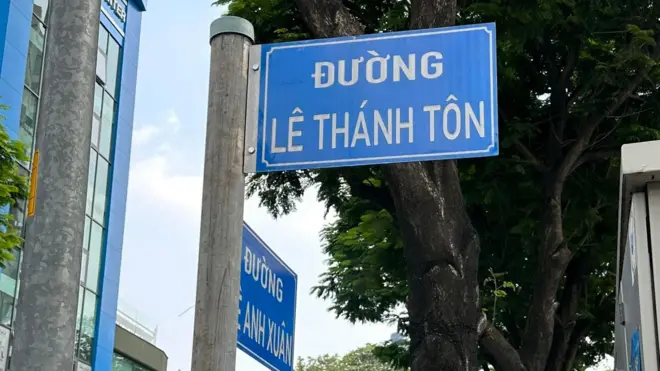 ĐƯỜNG
LÊ THÁNH TÔN
ĐƯỜNG
ANH XUÂN